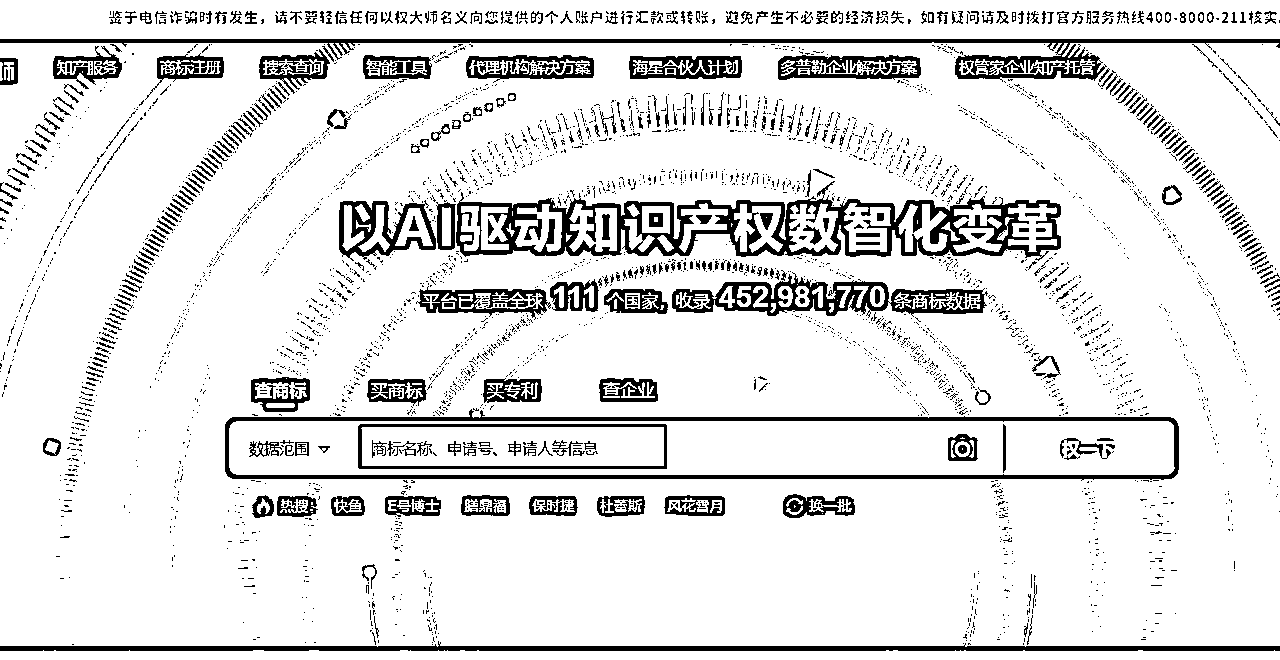 鉴于电信诈骗时有发生，请不要轻信任何以权大师名义向您提供的个人账户进行汇款或转账，避免产生不必要的经济损失，如有疑问请及时拨打官方服务热线400-8000-211核实
师 知产服务 商标注册 搜索查询 智能工具 代理机构解决方案 海星合伙人计划 多普勒企业解决方案 权管家企业知产托管
以AI驱动知识产权数智化变革
平台已覆盖全球 111 个国家，收录 452,981,770 条商标数据
查商标 买商标 买专利 查企业
数据范围 商标名称、申请号、申请人等信息 权一下
热搜: 快鱼 E号博士 膳鼎福 保时捷 杜蕾斯 风花雪月 换一批